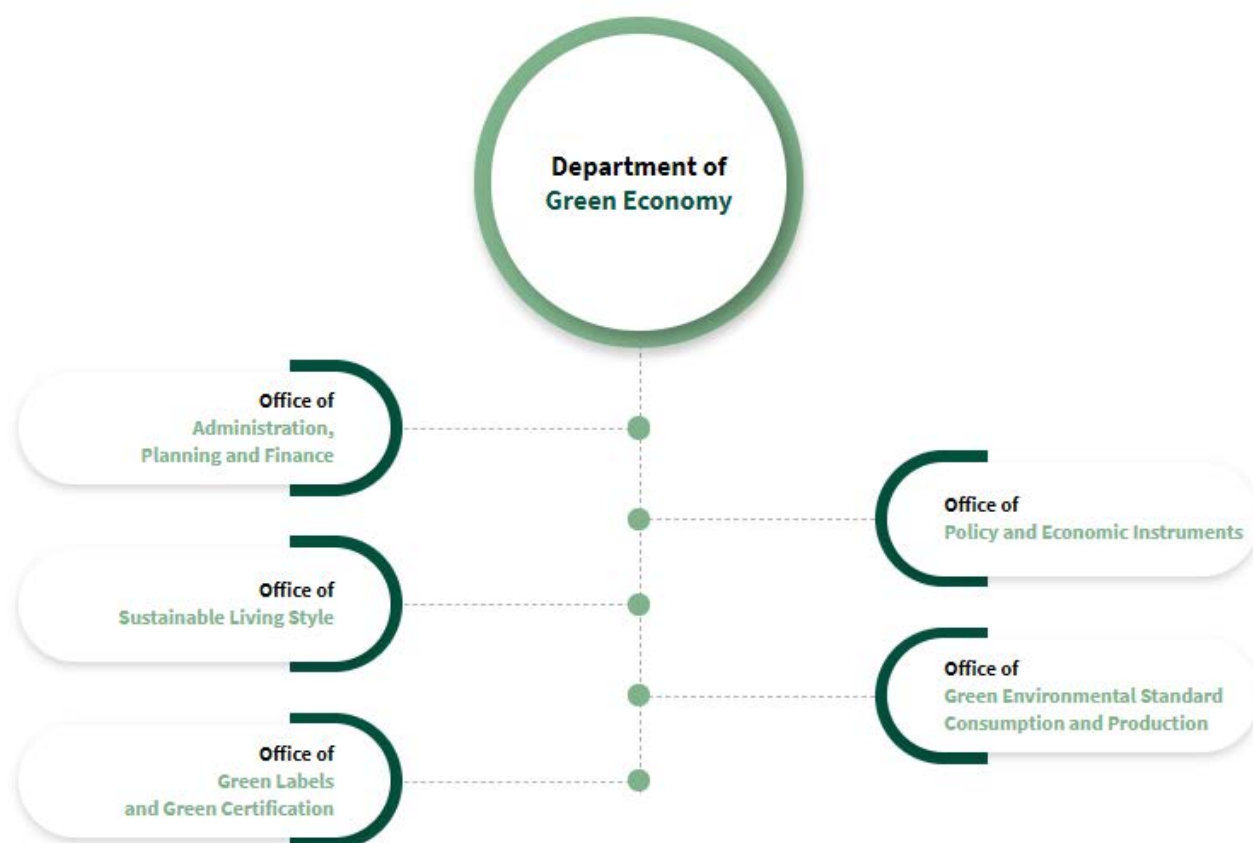 Department of
Green Economy
Office of
Administration,
Planning and Finance
Office of
Policy and Economic Instruments
Office of
Sustainable Living Style
Office of
Green Environmental Standard
Consumption and Production
Office of
Green Labels
and Green Certification